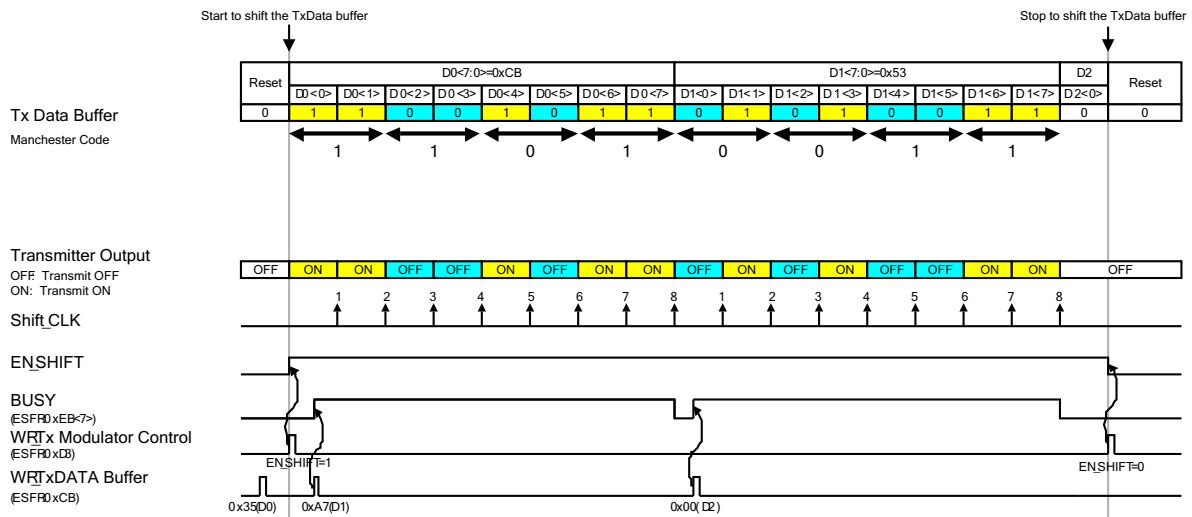 Start to shift the TxData buffer
Stop to shift the TxData buffer
Reset D0<7:0>=0xCB D1<7:0>=0x53 D2 Reset
D0<0> D0<1> D0<2> D0<3> D0<4> D0<5> D0<6> D0<7> D1<0> D1<1> D1<2> D1<3> D1<4> D1<5> D1<6> D1<7> D2<0>
Tx Data Buffer
0 1 1 0 0 1 0 1 1 0 1 0 1 0 0 1 1 0 0
Manchester Code
1 1 0 1 0 0 1 1
Transmitter Output
OFF: Transmit OFF
ON: Transmit ON
OFF ON ON OFF OFF ON OFF ON ON OFF ON OFF ON OFF OFF ON ON OFF
1 2 3 4 5 6 7 8 1 2 3 4 5 6 7 8
Shift_CLK
EN_SHIFT
BUSY
(ESFR0xEB<7>)
WR_Tx Modulator Control
(ESFR0xD3)
EN_SHIFT=1
EN_SHIFT=0
WR_TxDATA Buffer
(ESFR0xCB)
0x35(D0) 0xA7(D1) 0x00(D2)